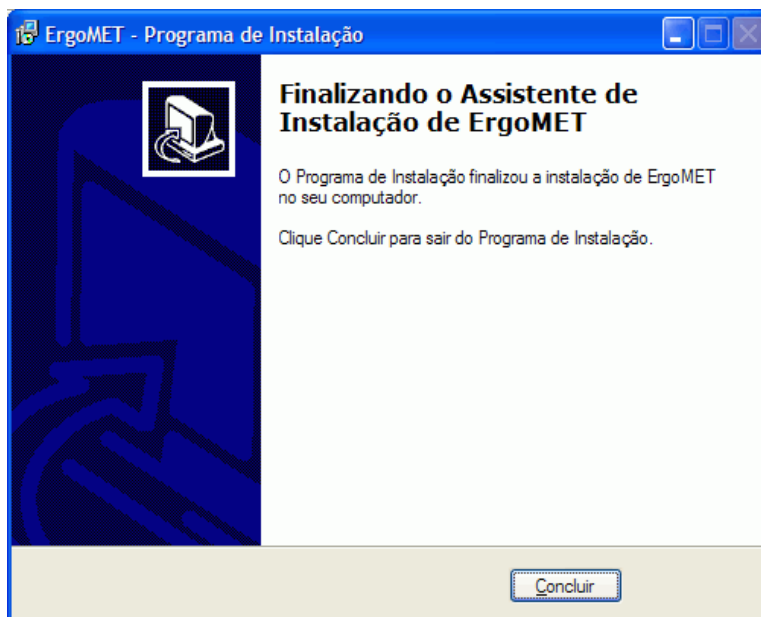 ErgoMET - Programa de Instalação
Finalizando o Assistente de
Instalação de ErgoMET
O Programa de Instalação finalizou a instalação de ErgoMET
no seu computador.
Clique Concluir para sair do Programa de Instalação.
Concluir